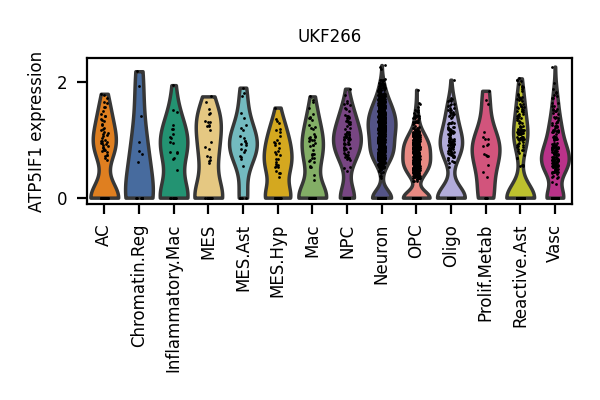 UKF266
ATP5IF1 expression
2
0
AC
Chromatin.Reg
Inflammatory.Mac
MES
MES.Ast
MES.Hyp
Mac
NPC
Neuron
OPC
Oligo
Prolif.Metab
Reactive.Ast
Vasc